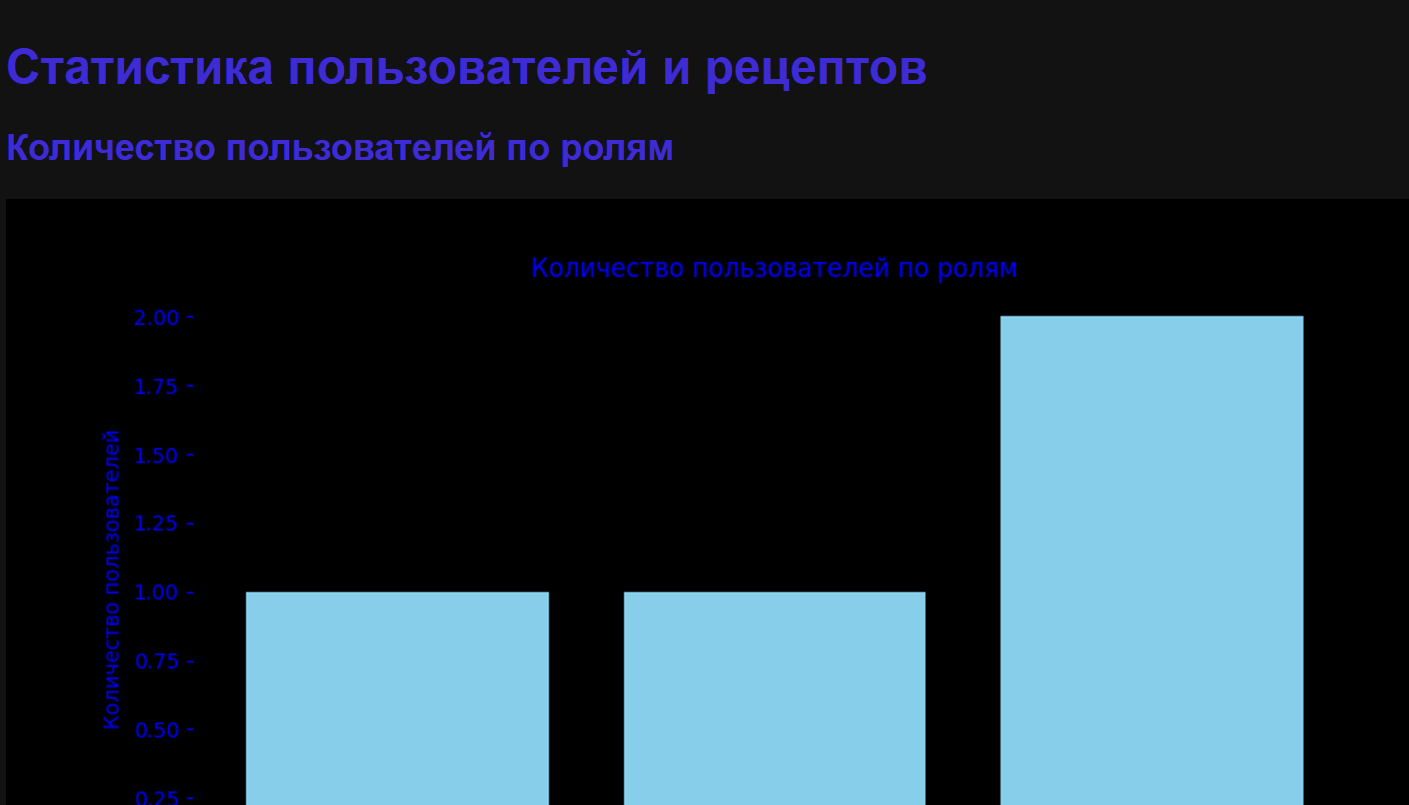 Статистика пользователей и рецептов
Количество пользователей по ролям
Количество пользователей по ролям
Количество пользователей
2.00
1.75
1.50
1.25
1.00
0.75
0.50
0.25